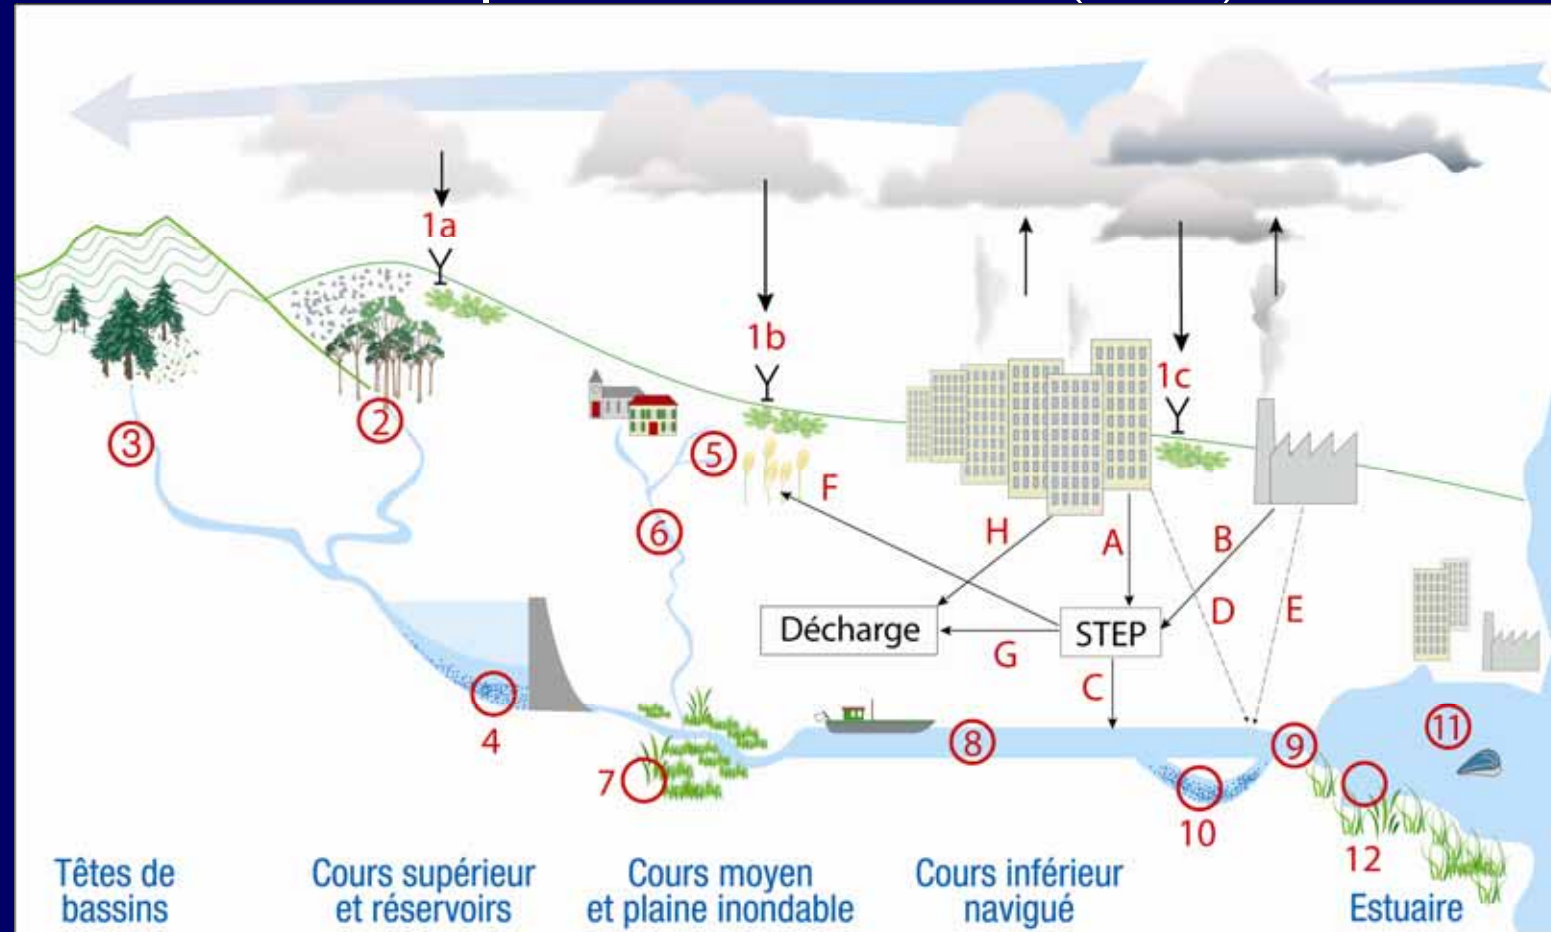 1a
1b
1c
3
2
5
F
6
H
A
B
D
E
Décharge
STEP
G
C
4
7
8
9
11
10
12
Têtes de
bassins
Cours supérieur
et réservoirs
Cours moyen
et plaine inondable
Cours inférieur
navigué
Estuaire